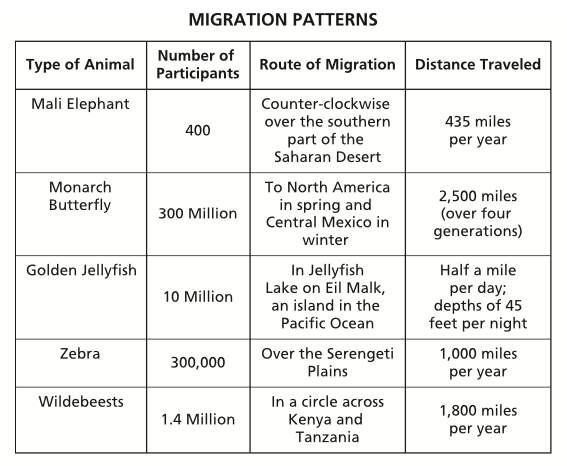 MIGRATION PATTERNS
Type of Animal
Number of
Participants
Route of Migration
Distance Traveled
Mali Elephant
400
Counter-clockwise
over the southern
part of the
Saharan Desert
435 miles
per year
Monarch
Butterfly
300 Million
To North America
in spring and
Central Mexico in
winter
2,500 miles
(over four
generations)
Golden Jellyfish
10 Million
In Jellyfish
Lake on Eil Malk,
an island in the
Pacific Ocean
Half a mile
per day;
depths of 45
feet per night
Zebra
300,000
Over the Serengeti
Plains
1,000 miles
per year
Wildebeests
1.4 Million
In a circle across
Kenya and
Tanzania
1,800 miles
per year